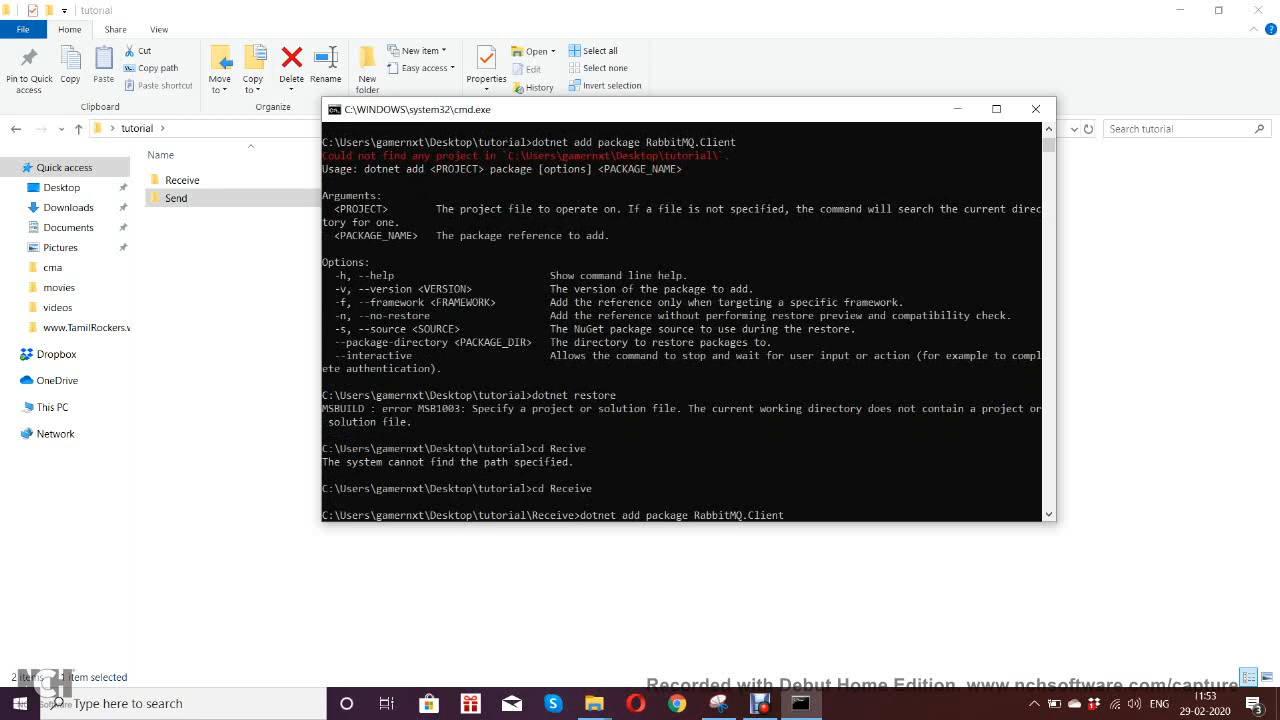 tutorial
File
Home
Share
View
Pin to Quick access
Copy
Paste
Cut
Copy path
Paste shortcut
Clipboard
Move to
Copy to
Delete
Rename
Organize
New folder
New item
Easy access
Properties
Open
Edit
History
Select all
Select none
Invert selection
tutorial
Search tutorial
Quick access
Desktop
Downloads
Documents
Pictures
cma
movies
videos
www.TamilRockers.v
Dropbox
OneDrive
This PC
Network
Name
Receive
Send
C:\WINDOWS\system32\cmd.exe
C:\Users\gamernxt\Desktop\tutorial>dotnet add package RabbitMQ.Client
Could not find any project in `C:\Users\gamernxt\Desktop\tutorial\`.
Usage: dotnet add <PROJECT> package [options] <PACKAGE_NAME>
Arguments:
<PROJECT> The project file to operate on. If a file is not specified, the command will search the current direc
tory for one.
<PACKAGE_NAME> The package reference to add.
Options:
-h, --help Show command line help.
-v, --version <VERSION> The version of the package to add.
-f, --framework <FRAMEWORK> Add the reference only when targeting a specific framework.
-n, --no-restore Add the reference without performing restore preview and compatibility check.
-s, --source <SOURCE> The NuGet package source to use during the restore.
--package-directory <PACKAGE_DIR> The directory to restore packages to.
--interactive Allows the command to stop and wait for user input or action (for example to compl
ete authentication).
C:\Users\gamernxt\Desktop\tutorial>dotnet restore
MSBUILD : error MSB1003: Specify a project or solution file. The current working directory does not contain a project or
solution file.
C:\Users\gamernxt\Desktop\tutorial>cd Recive
The system cannot find the path specified.
C:\Users\gamernxt\Desktop\tutorial>cd Receive
C:\Users\gamernxt\Desktop\tutorial\Receive>dotnet add package RabbitMQ.Client
2 items
1 item selected
NCH
Software
Recorded with Debut Home Edition. www.nchsoftware.com/capture
Type here to search
ENG
11:53
29-02-2020
3